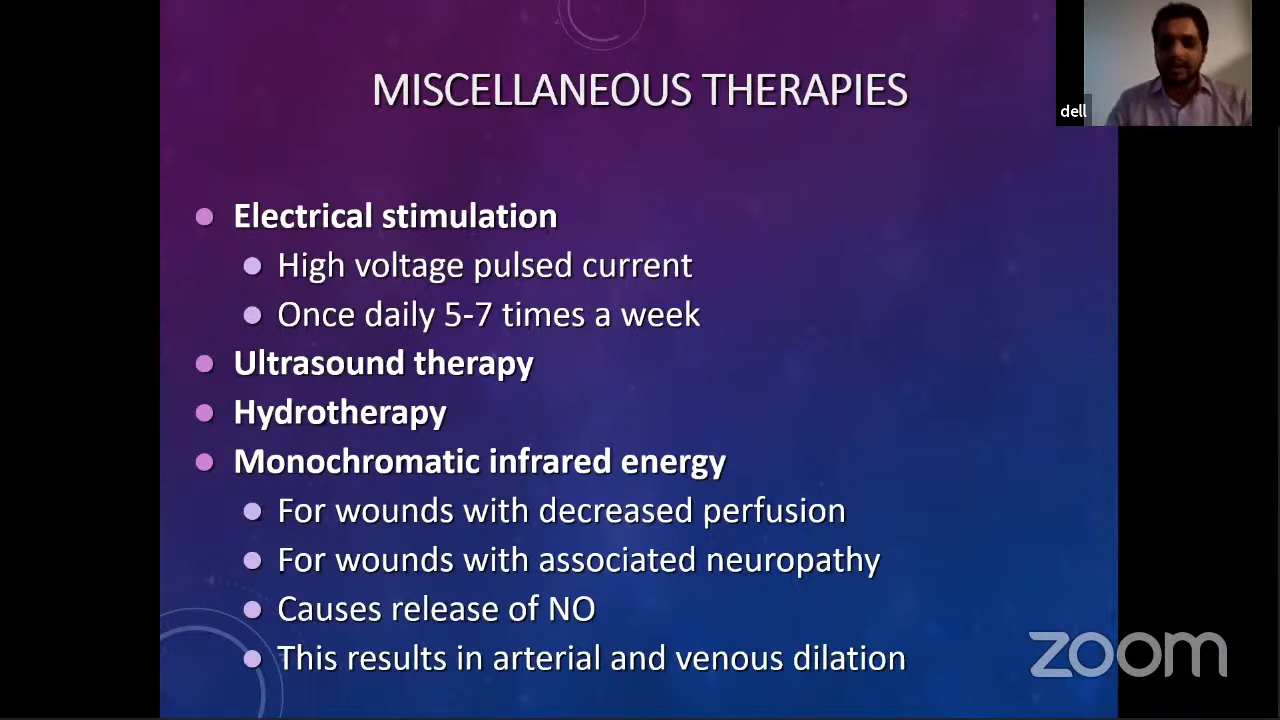 MISCELLANEOUS THERAPIES
dell
Electrical stimulation
High voltage pulsed current
Once daily 5-7 times a week
Ultrasound therapy
Hydrotherapy
Monochromatic infrared energy
For wounds with decreased perfusion
For wounds with associated neuropathy
Causes release of NO
This results in arterial and venous dilation
zoom